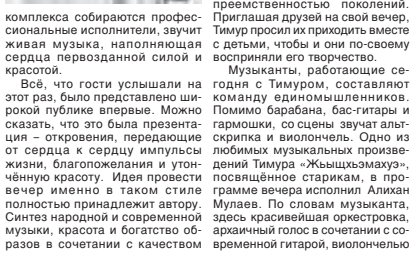 комплекса собираются профес-
сиональные исполнители, звучит
живая музыка, наполняющая
сердца первозданной силой и
красотой.
Всё, что гости услышали на
этот раз, было представлено ши-
рокой публике впервые. Можно
сказать, что это была презента-
ция – откровения, передающие
от сердца к сердцу импульсы
жизни, благопожелания и утон-
чённую красоту. Идея провести
вечер именно в таком стиле
полностью принадлежит автору.
Синтез народной и современной
музыки, красота и богатство об-
разов в сочетании с качеством
преемственностью поколений.
Приглашая друзей на свой вечер,
Тимур просил их приходить вместе
с детьми, чтобы и они по-своему
восприняли его творчество.
Музыканты, работающие се-
годня с Тимуром, составляют
команду единомышленников.
Помимо барабана, бас-гитары и
гармошки, со сцены звучат альт-
скрипка и виолончель. Одно из
любимых музыкальных произве-
дений Тимура «Жьыщхьэмахуэ»,
посвящённое старикам, в про-
грамме вечера исполнил Алихан
Мулаев. По словам музыканта,
здесь красивейшая оркестровка,
архаичный голос в сочетании с со-
временной гитарой, виолончелью